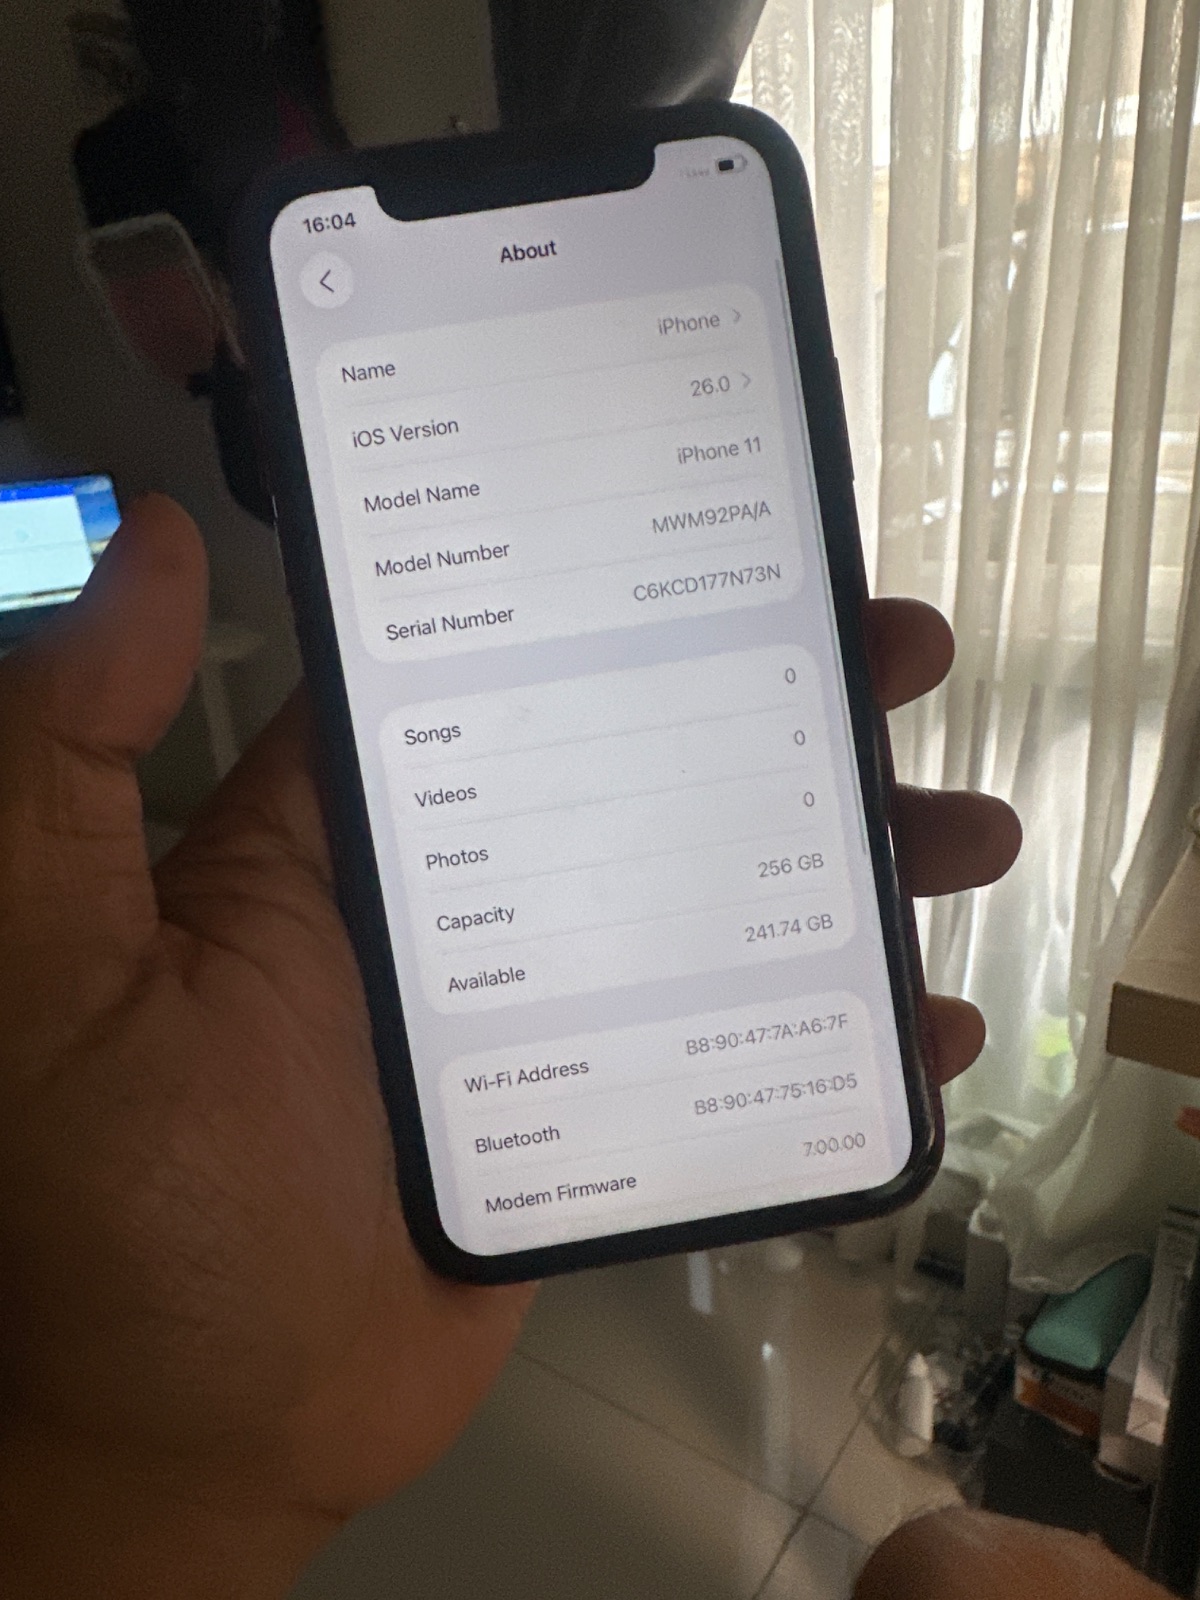 16:04
About
Name iPhone
iOS Version 26.0
Model Name iPhone 11
Model Number MWM92PA/A
Serial Number C6KCD177N73N
Songs 0
Videos 0
Photos 0
Capacity 256 GB
Available 241.74 GB
Wi-Fi Address B8:90:47:7A:A6:7F
Bluetooth B8:90:47:75:16:D5
Modem Firmware 7.00.00